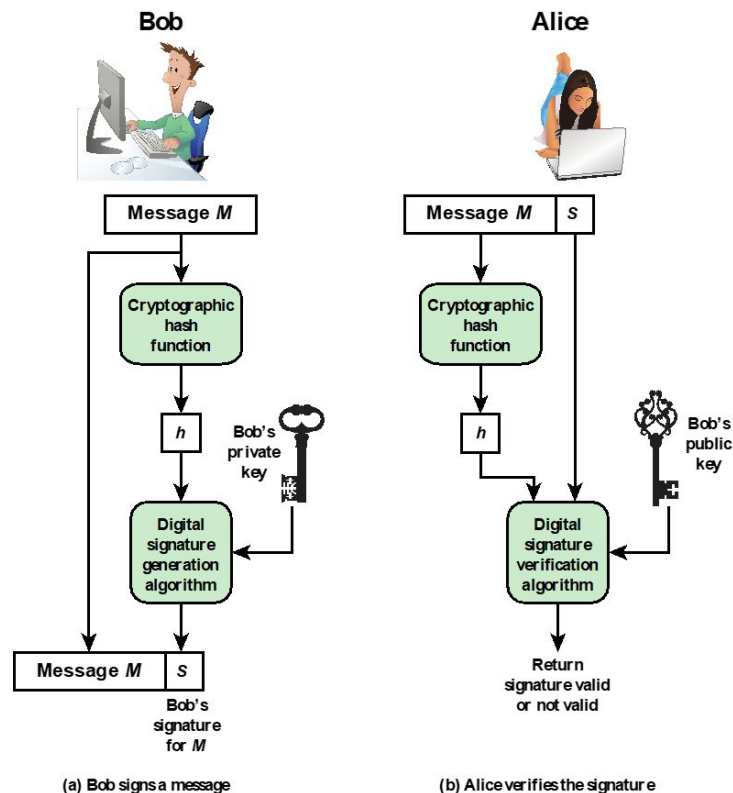 Bob
Message M
Cryptographic
hash
function
h
Bob's
private
key
Digital
signature
generation
algorithm
Message M
S
Bob's
signature
for M
(a) Bob signs a message
Alice
Message M
S
Cryptographic
hash
function
h
Bob's
public
key
Digital
signature
verification
algorithm
Return
signature valid
or not valid
(b) Alice verifies the signature